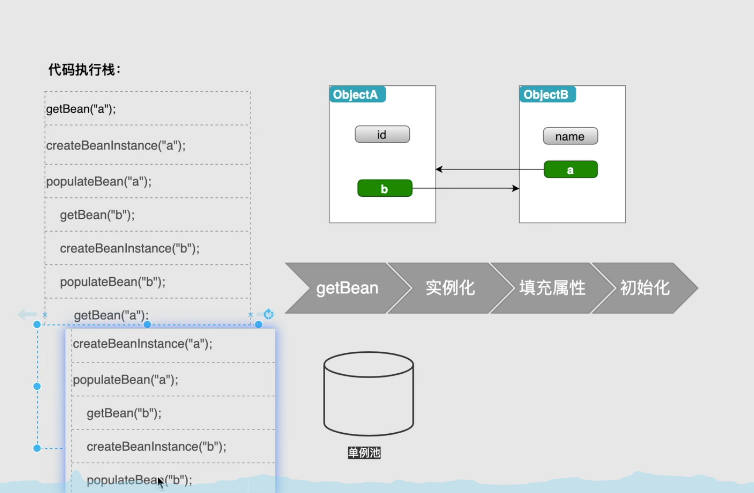 代码执行栈：
getBean("a");
createBeanInstance("a");
populateBean("a");
getBean("b");
createBeanInstance("b");
populateBean("b");
getBean("a");
createBeanInstance("a");
populateBean("a");
getBean("b");
createBeanInstance("b");
populateBean("b");
ObjectA
id
b
ObjectB
name
a
getBean
实例化
填充属性
初始化
单例池